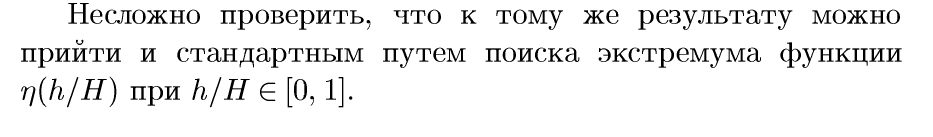 Несложно проверить, что к тому же результату можно
прийти и стандартным путем поиска экстремума функции
η(h/H) при h/H ∈ [0, 1].